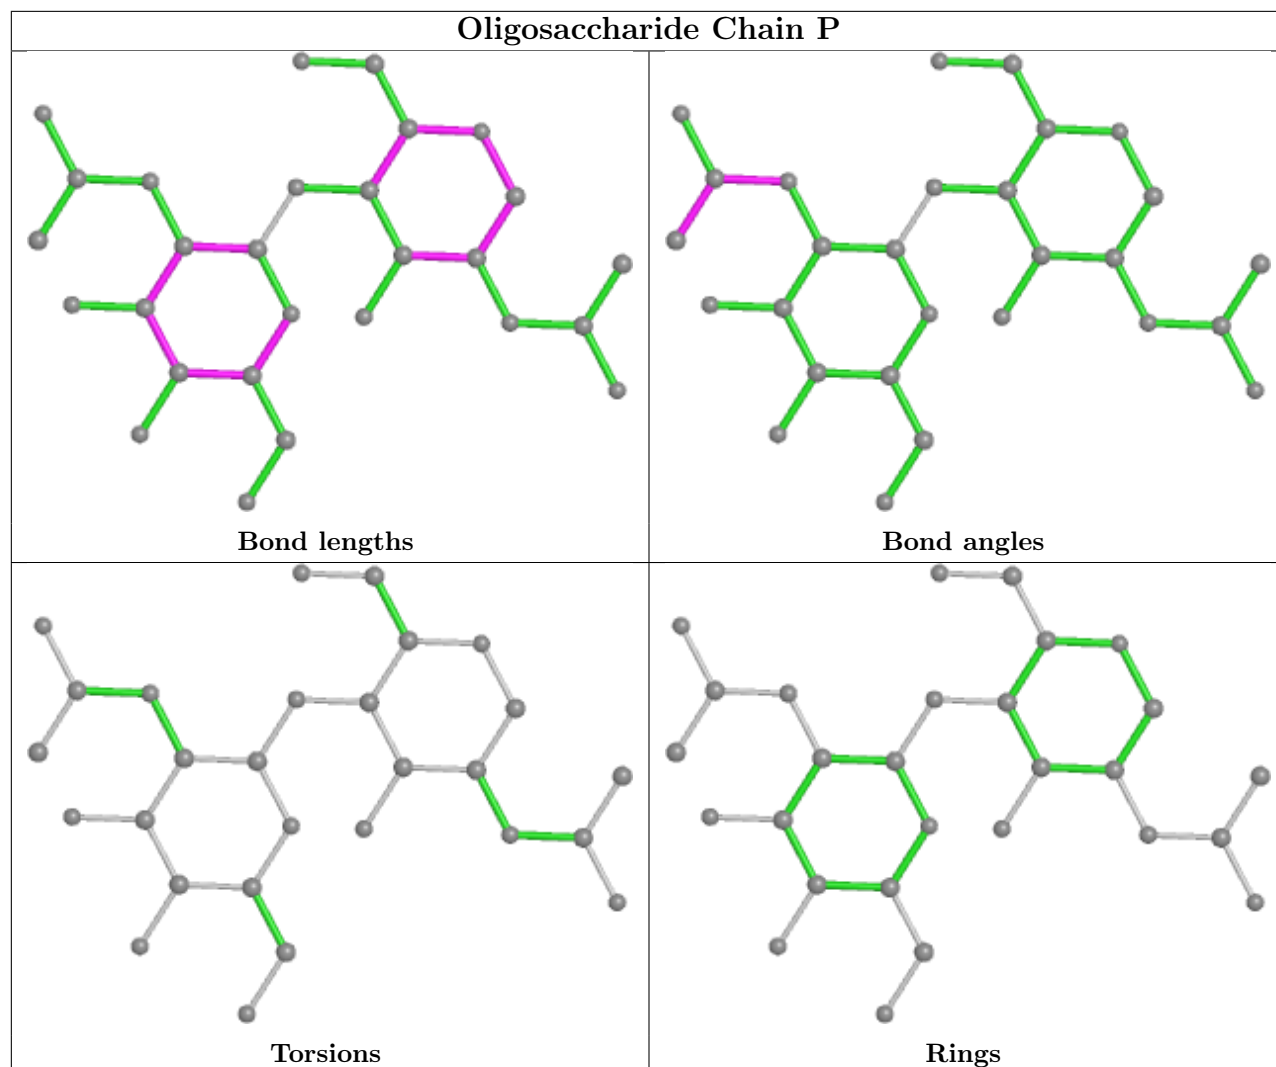 Oligosaccharide Chain P
Bond lengths
Bond angles
Torsions
Rings